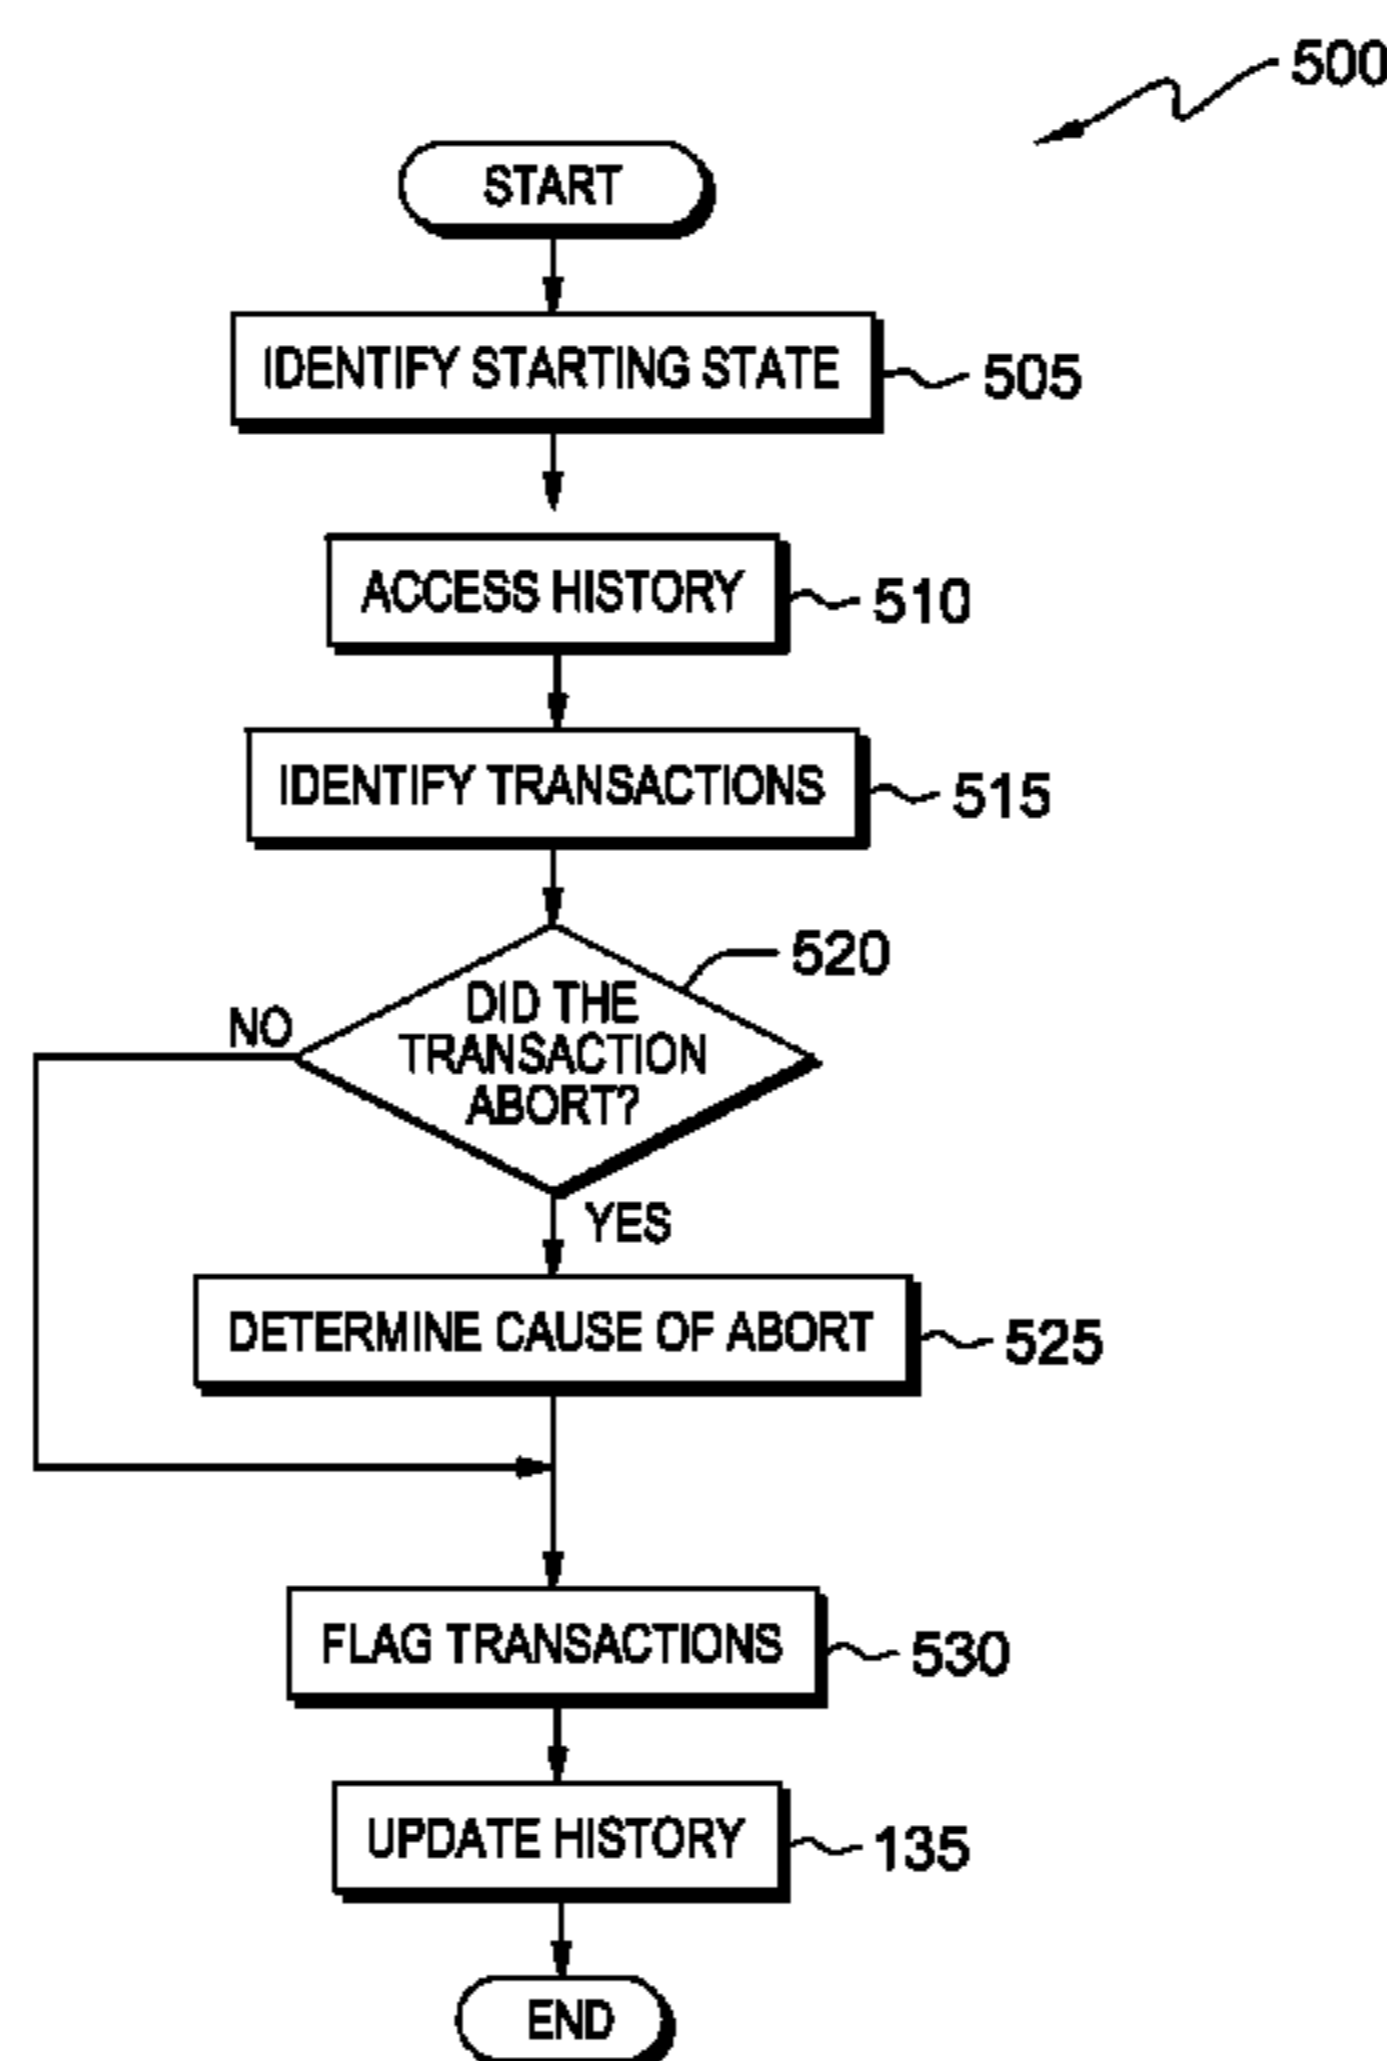 500
START
IDENTIFY STARTING STATE
505
ACCESS HISTORY
510
IDENTIFY TRANSACTIONS
515
520
DID THE
TRANSACTION
ABORT?
NO
YES
DETERMINE CAUSE OF ABORT
525
FLAG TRANSACTIONS
530
UPDATE HISTORY
135
END